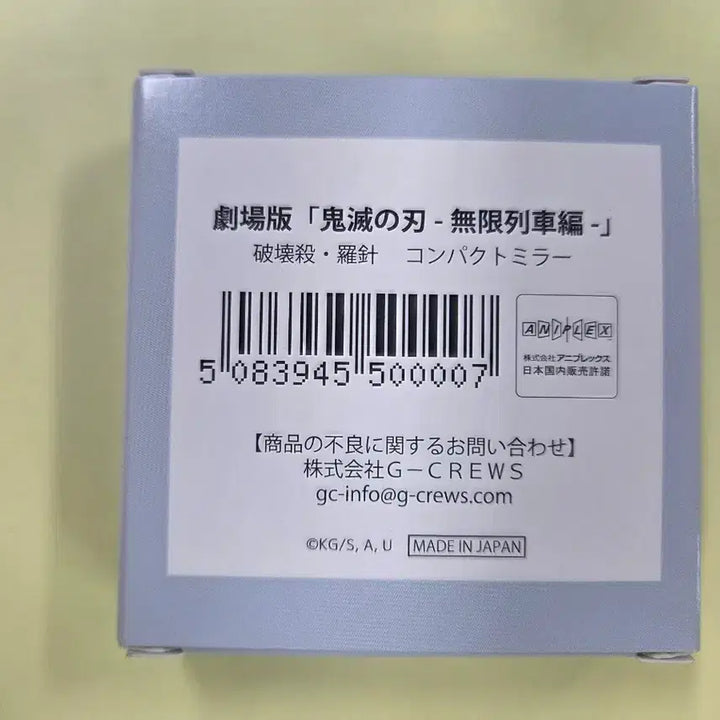 劇場版「鬼滅の刃 - 無限列車編 -」
破壊殺・羅針　コンパクトミラー
5 083945 500007
ANIPLEX
株式会社 アニプレックス
日本国内販売許諾
【商品の不良に関するお問い合わせ】
株式会社Ｇ－ＣＲＥＷＳ
gc-info@g-crews.com
©KG/S, A, U MADE IN JAPAN